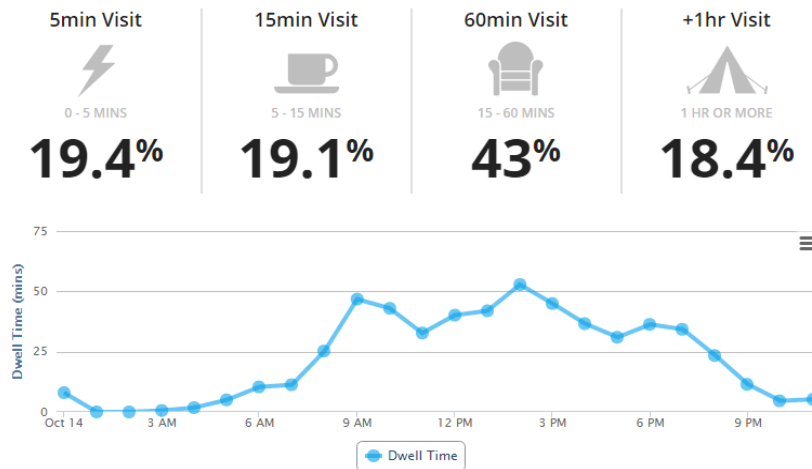 5min Visit
15min Visit
60min Visit
+1hr Visit
0 - 5 MINS
5 - 15 MINS
15 - 60 MINS
1 HR OR MORE
19.4%
19.1%
43%
18.4%
75
50
25
0
Dwell Time (mins)
Oct 14
3 AM
6 AM
9 AM
12 PM
3 PM
6 PM
9 PM
Dwell Time